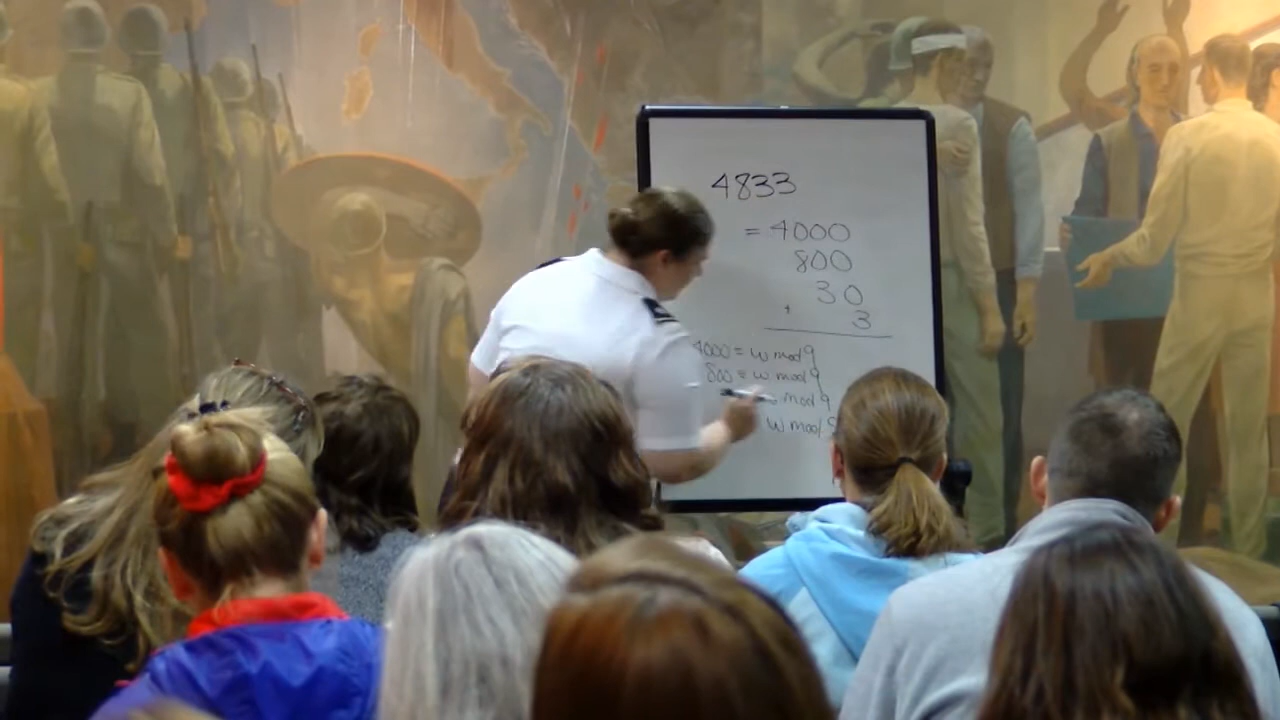 4833
= 4000
800
30
+ 3
4000 = w mod 9
800 = w mod 9
mod 9
w mod 9